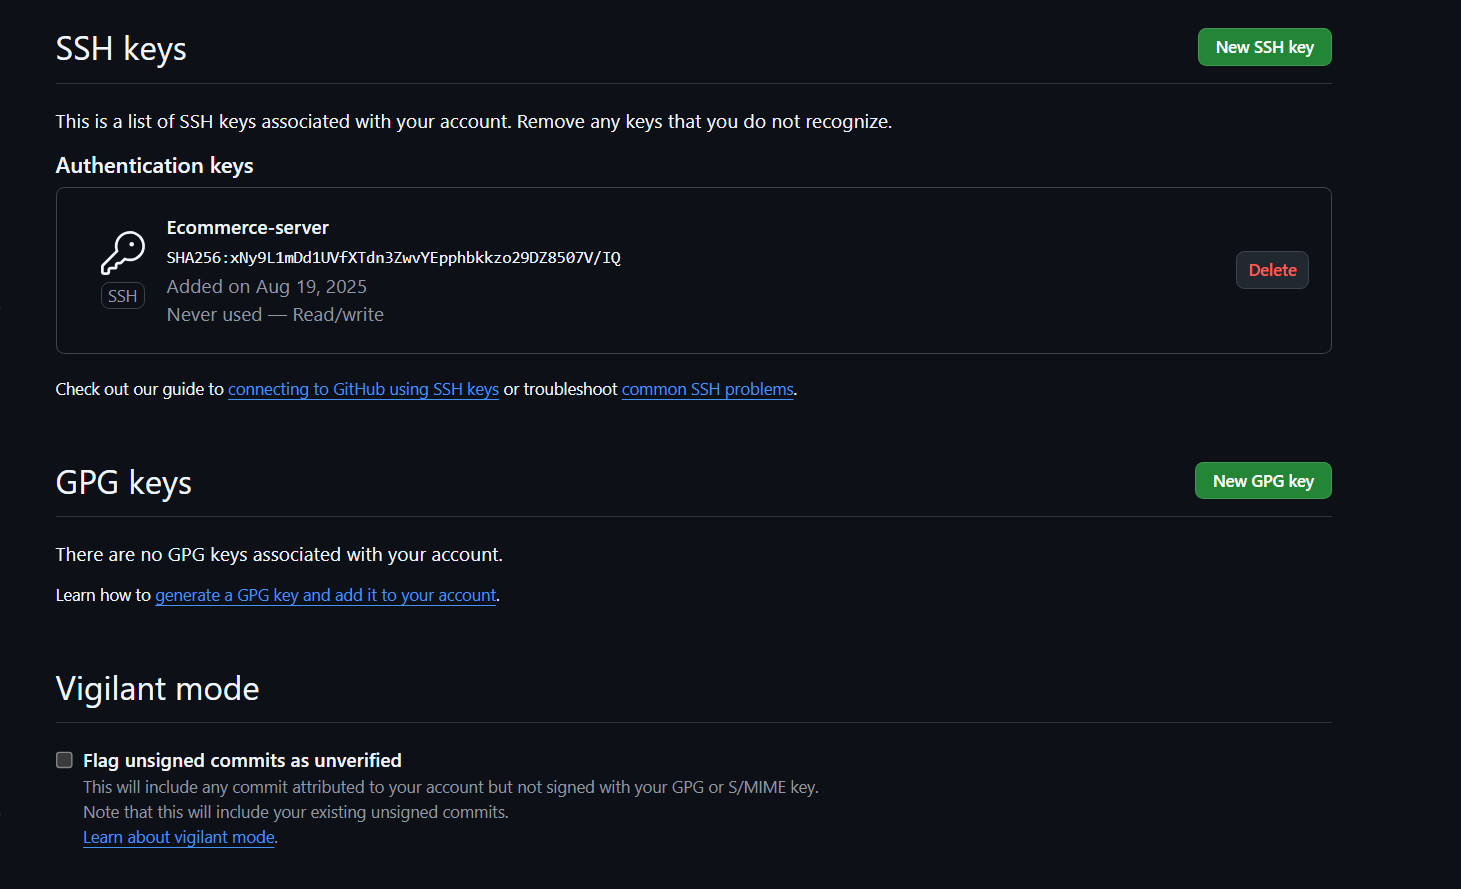 SSH keys
New SSH key
This is a list of SSH keys associated with your account. Remove any keys that you do not recognize.
Authentication keys
Ecommerce-server
SHA256:xNy9L1mDd1UVfXTdn3ZwvYEpphbkkzo29DZ8507V/IQ
SSH
Added on Aug 19, 2025
Never used — Read/write
Delete
Check out our guide to connecting to GitHub using SSH keys or troubleshoot common SSH problems.
GPG keys
New GPG key
There are no GPG keys associated with your account.
Learn how to generate a GPG key and add it to your account.
Vigilant mode
Flag unsigned commits as unverified
This will include any commit attributed to your account but not signed with your GPG or S/MIME key.
Note that this will include your existing unsigned commits.
Learn about vigilant mode.